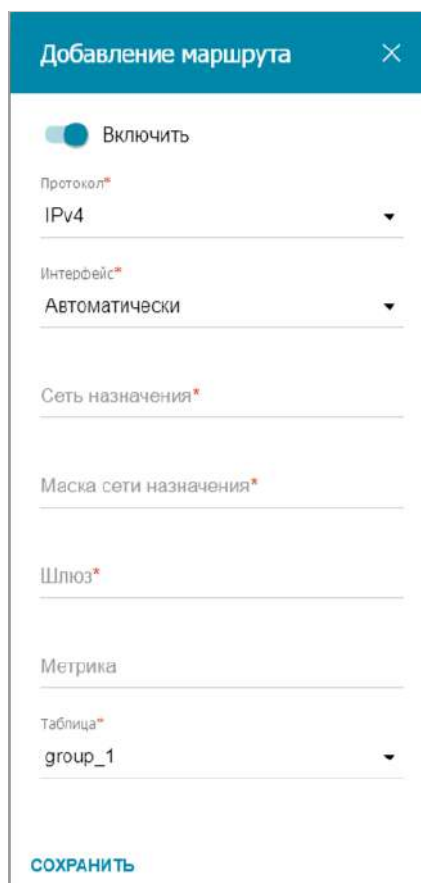 Добавление маршрута
Включить
Протокол*
IPv4
Интерфейс*
Автоматически
Сеть назначения*
Маска сети назначения*
Шлюз*
Метрика
Таблица*
group_1
СОХРАНИТЬ